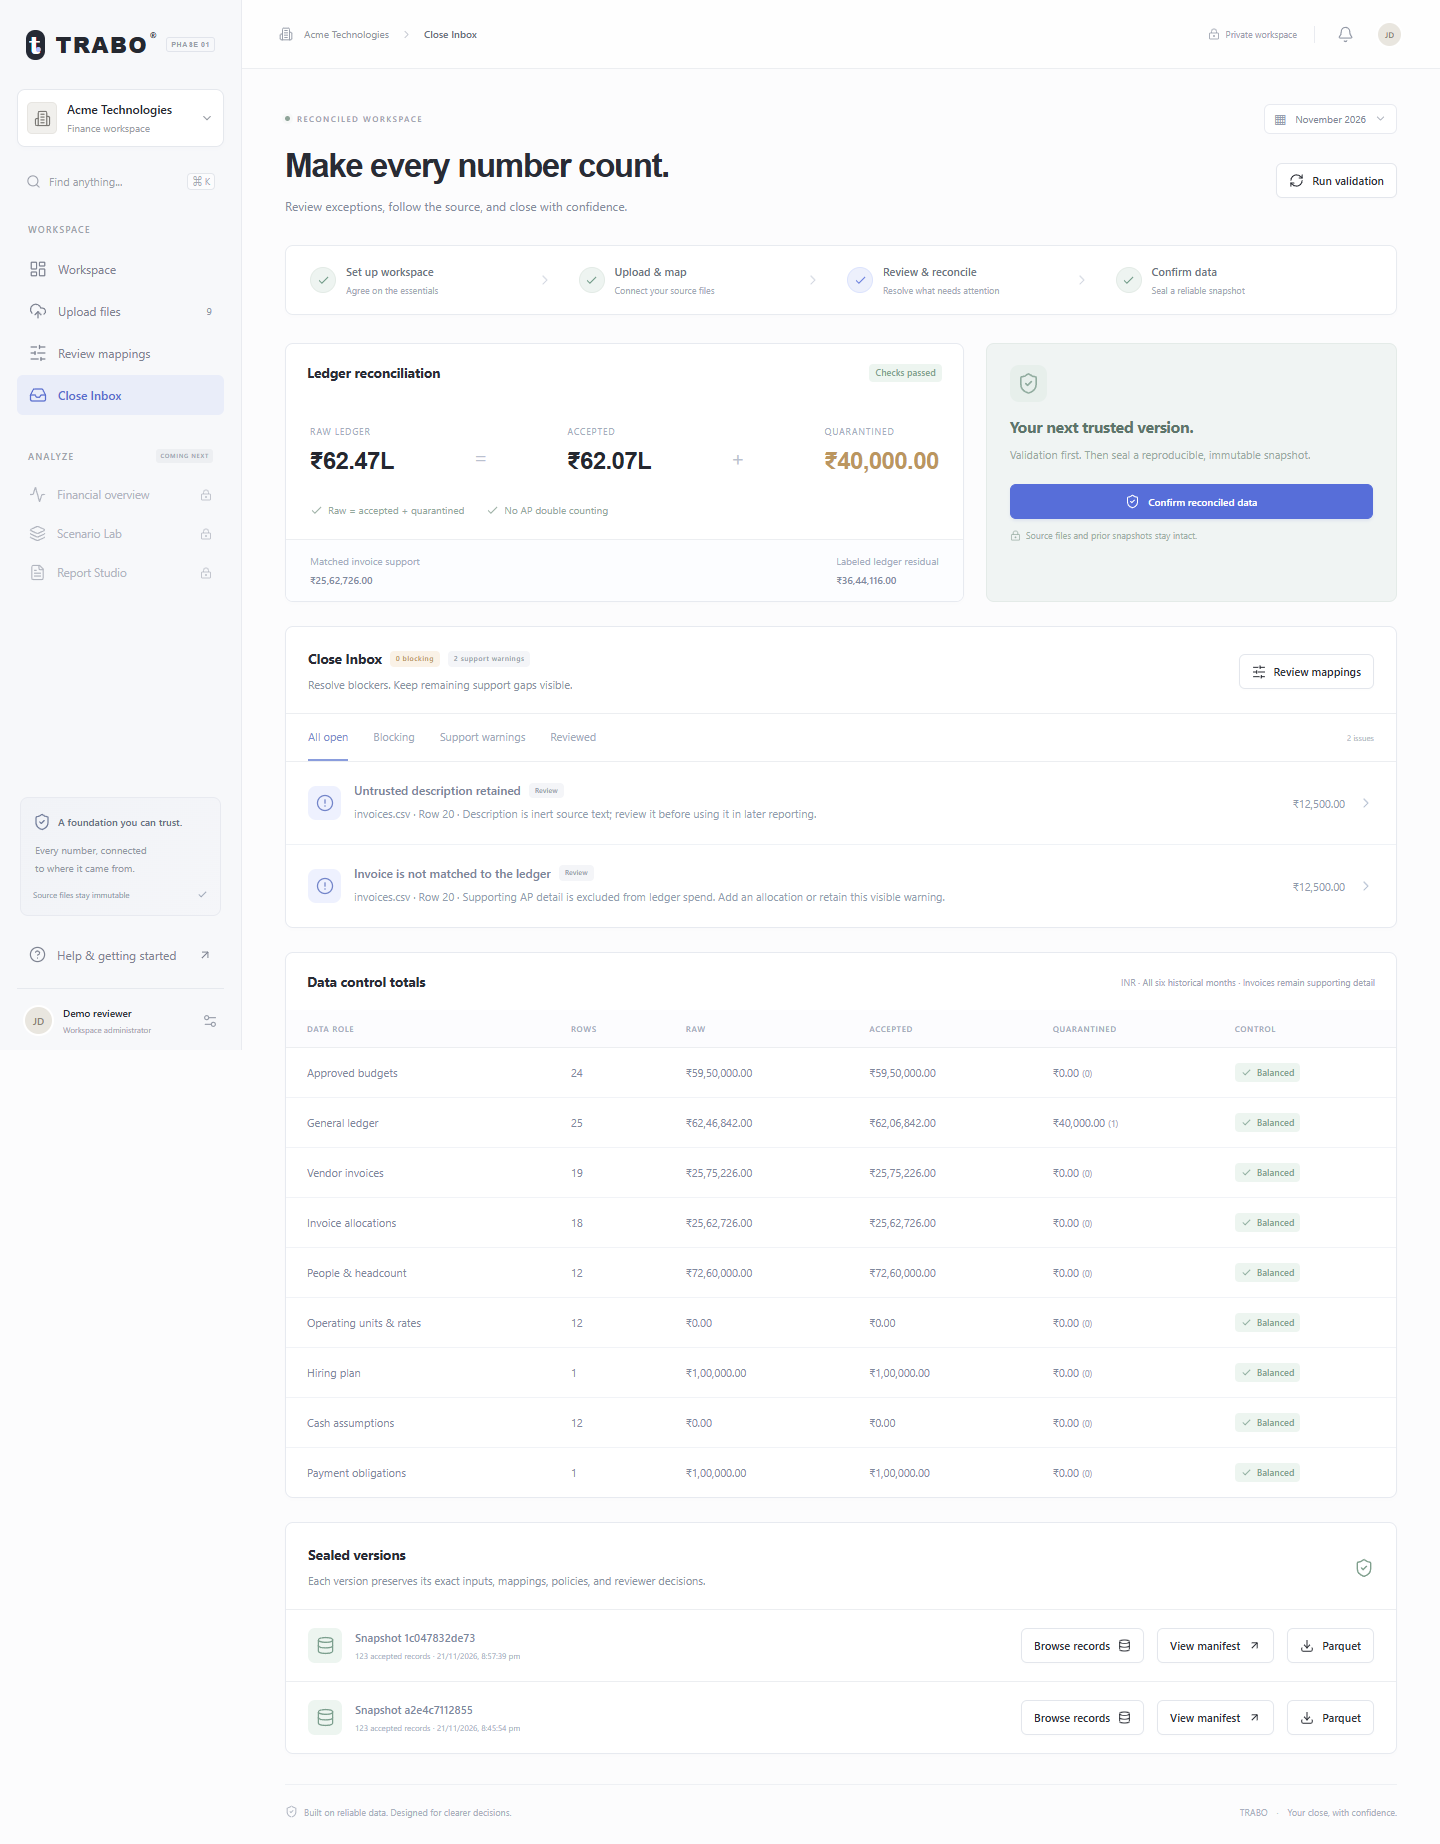 TRABO®
PHASE 01
Acme Technologies
Finance workspace
Find anything...
⌘ K
WORKSPACE
Workspace
Upload files 9
Review mappings
Close Inbox
ANALYZE
COMING NEXT
Financial overview
Scenario Lab
Report Studio
A foundation you can trust.
Every number, connected
to where it came from.
Source files stay immutable
Help & getting started
JD
Demo reviewer
Workspace administrator
Acme Technologies
Close Inbox
Private workspace
JD
RECONCILED WORKSPACE
November 2026
Make every number count.
Run validation
Review exceptions, follow the source, and close with confidence.
Set up workspace
Agree on the essentials
Upload & map
Connect your source files
Review & reconcile
Resolve what needs attention
Confirm data
Seal a reliable snapshot
Ledger reconciliation
Checks passed
RAW LEDGER
₹62.47L
=
ACCEPTED
₹62.07L
+
QUARANTINED
₹40,000.00
Raw = accepted + quarantined
No AP double counting
Matched invoice support
₹25,62,726.00
Labeled ledger residual
₹36,44,116.00
Your next trusted version.
Validation first. Then seal a reproducible, immutable snapshot.
Confirm reconciled data
Source files and prior snapshots stay intact.
Close Inbox
0 blocking
2 support warnings
Resolve blockers. Keep remaining support gaps visible.
Review mappings
All open
Blocking
Support warnings
Reviewed
2 issues
Untrusted description retained
Review
invoices.csv · Row 20 · Description is inert source text; review it before using it in later reporting.
₹12,500.00
Invoice is not matched to the ledger
Review
invoices.csv · Row 20 · Supporting AP detail is excluded from ledger spend. Add an allocation or retain this visible warning.
₹12,500.00
Data control totals
INR · All six historical months · Invoices remain supporting detail
DATA ROLE ROWS RAW ACCEPTED QUARANTINED CONTROL
Approved budgets 24 ₹59,50,000.00 ₹59,50,000.00 ₹0.00 (0) Balanced
General ledger 25 ₹62,46,842.00 ₹62,06,842.00 ₹40,000.00 (1) Balanced
Vendor invoices 19 ₹25,75,226.00 ₹25,75,226.00 ₹0.00 (0) Balanced
Invoice allocations 18 ₹25,62,726.00 ₹25,62,726.00 ₹0.00 (0) Balanced
People & headcount 12 ₹72,60,000.00 ₹72,60,000.00 ₹0.00 (0) Balanced
Operating units & rates 12 ₹0.00 ₹0.00 ₹0.00 (0) Balanced
Hiring plan 1 ₹1,00,000.00 ₹1,00,000.00 ₹0.00 (0) Balanced
Cash assumptions 12 ₹0.00 ₹0.00 ₹0.00 (0) Balanced
Payment obligations 1 ₹1,00,000.00 ₹1,00,000.00 ₹0.00 (0) Balanced
Sealed versions
Each version preserves its exact inputs, mappings, policies, and reviewer decisions.
Snapshot 1c047832de73
123 accepted records · 21/11/2026, 8:57:39 pm
Browse records
View manifest
Parquet
Snapshot a2e4c7112855
123 accepted records · 21/11/2026, 8:45:54 pm
Browse records
View manifest
Parquet
Built on reliable data. Designed for clearer decisions.
TRABO · Your close, with confidence.